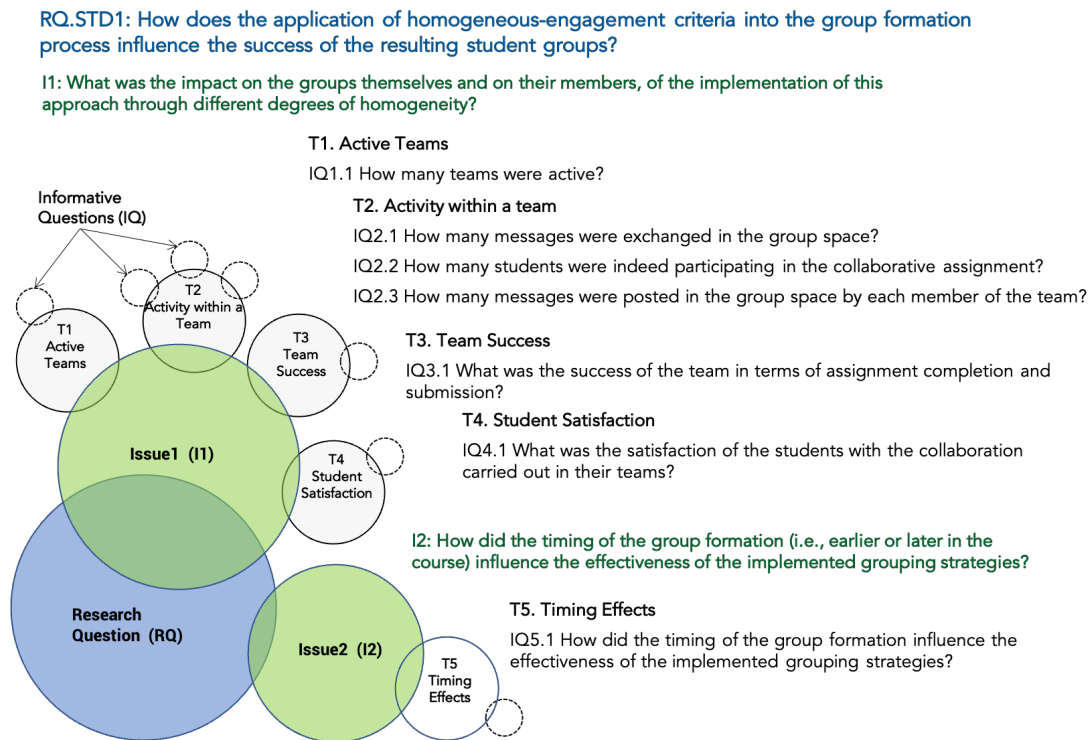 RQ.STD1: How does the application of homogeneous-engagement criteria into the group formation
process influence the success of the resulting student groups?
I1: What was the impact on the groups themselves and on their members, of the implementation of this
approach through different degrees of homogeneity?
T1. Active Teams
IQ1.1 How many teams were active?
Informative
Questions (IQ)
T2. Activity within a team
IQ2.1 How many messages were exchanged in the group space?
IQ2.2 How many students were indeed participating in the collaborative assignment?
IQ2.3 How many messages were posted in the group space by each member of the team?
T1
Active
Teams
T2
Activity within a
Team
T3
Team
Success
T3. Team Success
IQ3.1 What was the success of the team in terms of assignment completion and
submission?
T4. Student Satisfaction
IQ4.1 What was the satisfaction of the students with the collaboration
carried out in their teams?
Issue1 (I1)
T4
Student
Satisfaction
I2: How did the timing of the group formation (i.e., earlier or later in the
course) influence the effectiveness of the implemented grouping strategies?
Research
Question (RQ)
Issue2 (I2)
T5
Timing
Effects
T5. Timing Effects
IQ5.1 How did the timing of the group formation influence the
effectiveness of the implemented grouping strategies?